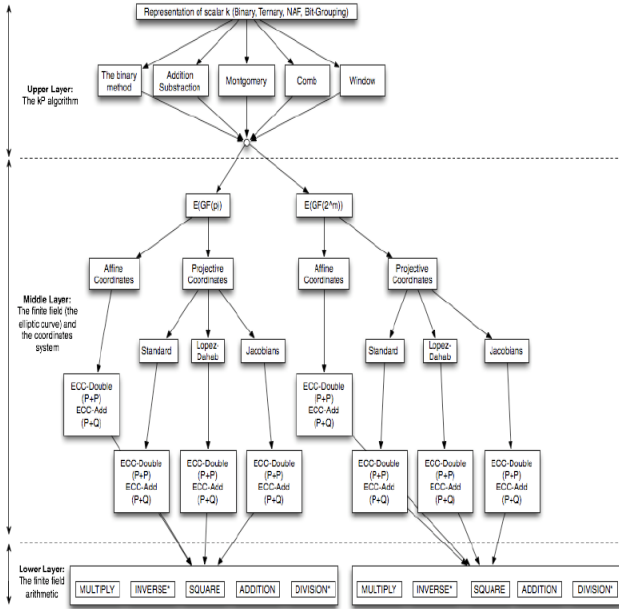 Representation of scalar k (Binary, Ternary, NAF, Bit-Grouping)
The binary
method
Addition
Substraction
Montgomery
Comb
Window
Upper Layer:
The kP algorithm
E(GF(p))
E(GF(2^m))
Affine
Coordinates
Projective
Coordinates
Affine
Coordinates
Projective
Coordinates
Middle Layer:
The finite field (the
elliptic curve) and
the coordinates
system
Standard
Lopez-
Dahab
Jacobians
Standard
Lopez-
Dahab
Jacobians
ECC-Double
(P+P)
ECC-Add
(P+Q)
ECC-Double
(P+P)
ECC-Add
(P+Q)
ECC-Double
(P+P)
ECC-Add
(P+Q)
ECC-Double
(P+P)
ECC-Add
(P+Q)
ECC-Double
(P+P)
ECC-Add
(P+Q)
ECC-Double
(P+P)
ECC-Add
(P+Q)
ECC-Double
(P+P)
ECC-Add
(P+Q)
ECC-Double
(P+P)
ECC-Add
(P+Q)
Lower Layer:
The finite field
arithmetic
MULTIPLY INVERSE* SQUARE ADDITION DIVISION*
MULTIPLY INVERSE* SQUARE ADDITION DIVISION*